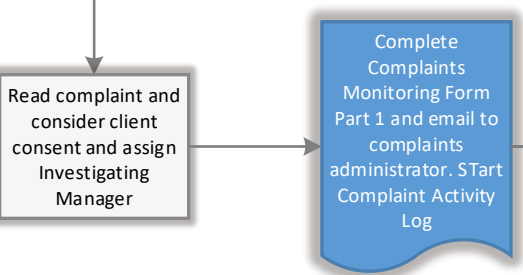 Read complaint and
consider client
consent and assign
Investigating
Manager
Complete
Complaints
Monitoring Form
Part 1 and email to
complaints
administrator. STart
Complaint Activity
Log